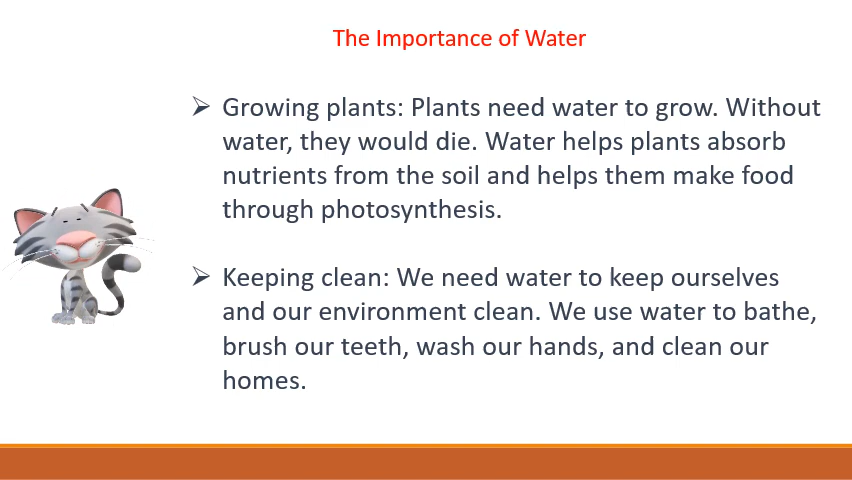 The Importance of Water
Growing plants: Plants need water to grow. Without
water, they would die. Water helps plants absorb
nutrients from the soil and helps them make food
through photosynthesis.
Keeping clean: We need water to keep ourselves
and our environment clean. We use water to bathe,
brush our teeth, wash our hands, and clean our
homes.